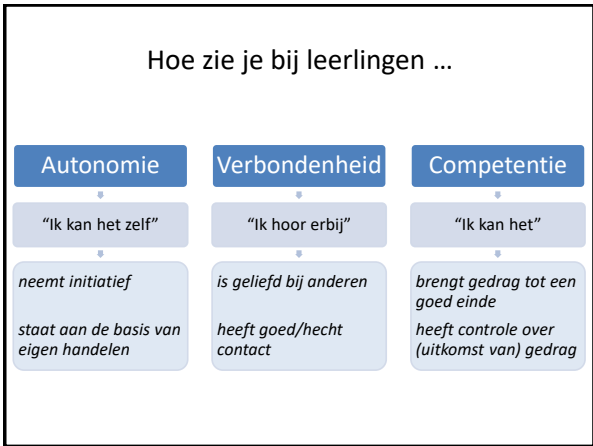 Hoe zie je bij leerlingen ...
Autonomie
“Ik kan het zelf”
neemt initiatief
staat aan de basis van
eigen handelen
Verbondenheid
“Ik hoor erbij”
is geliefd bij anderen
heeft goed/hecht
contact
Competentie
“Ik kan het”
brengt gedrag tot een
goed einde
heeft controle over
(uitkomst van) gedrag